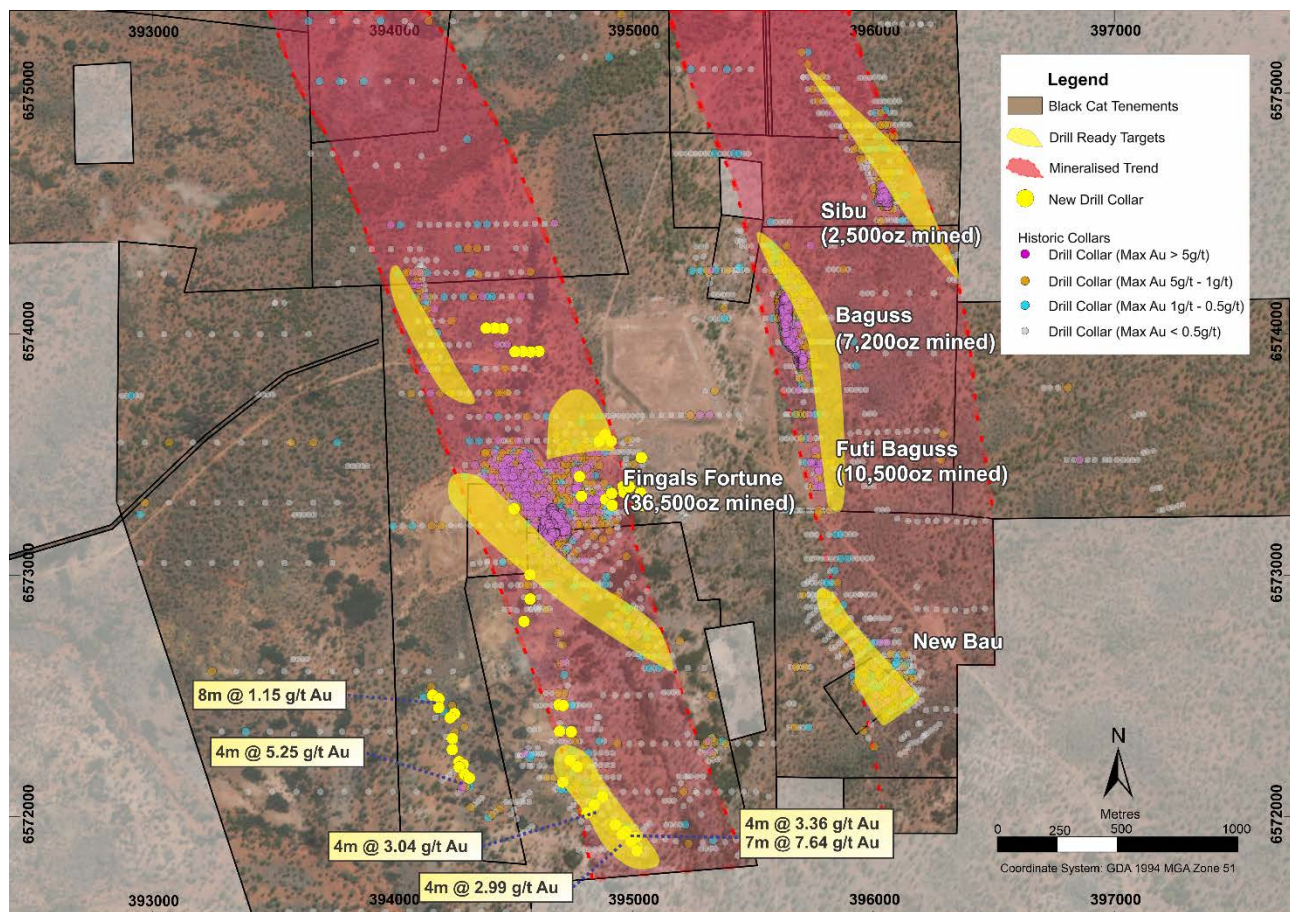 393000
394000
395000
396000
397000
6575000
6575000
Legend
Black Cat Tenements
Drill Ready Targets
Mineralised Trend
New Drill Collar
Historic Collars
Drill Collar (Max Au > 5g/t)
Drill Collar (Max Au 5g/t - 1g/t)
Drill Collar (Max Au 1g/t - 0.5g/t)
Drill Collar (Max Au < 0.5g/t)
Sibu
(2,500oz mined)
6574000
6574000
Baguss
(7,200oz mined)
Futi Baguss
(10,500oz mined)
Fingals Fortune
(36,500oz mined)
6573000
6573000
New Bau
8m @ 1.15 g/t Au
4m @ 5.25 g/t Au
N
Metres
6572000
6572000
4m @ 3.36 g/t Au
7m @ 7.64 g/t Au
4m @ 3.04 g/t Au
0 250 500 1000
Coordinate System: GDA 1994 MGA Zone 51
4m @ 2.99 g/t Au
393000
394000
395000
396000
397000